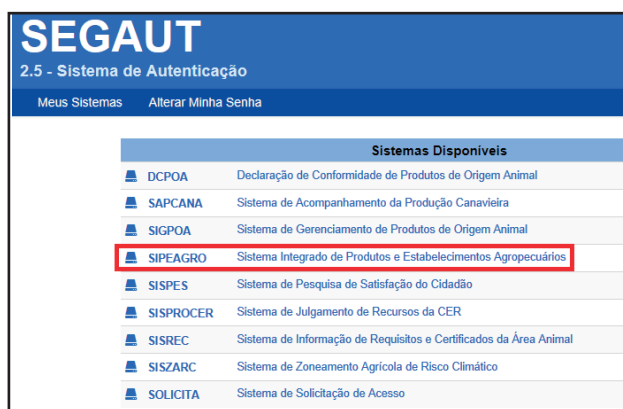 SEGAUT
2.5 - Sistema de Autenticação
Meus Sistemas Alterar Minha Senha
Sistemas Disponíveis
DCPOA Declaração de Conformidade de Produtos de Origem Animal
SAPCANA Sistema de Acompanhamento da Produção Canavieira
SIGPOA Sistema de Gerenciamento de Produtos de Origem Animal
SIPEAGRO Sistema Integrado de Produtos e Estabelecimentos Agropecuários
SISPES Sistema de Pesquisa de Satisfação do Cidadão
SISPROCER Sistema de Julgamento de Recursos da CER
SISREC Sistema de Informação de Requisitos e Certificados da Área Animal
SISZARC Sistema de Zoneamento Agrícola de Risco Climático
SOLICITA Sistema de Solicitação de Acesso